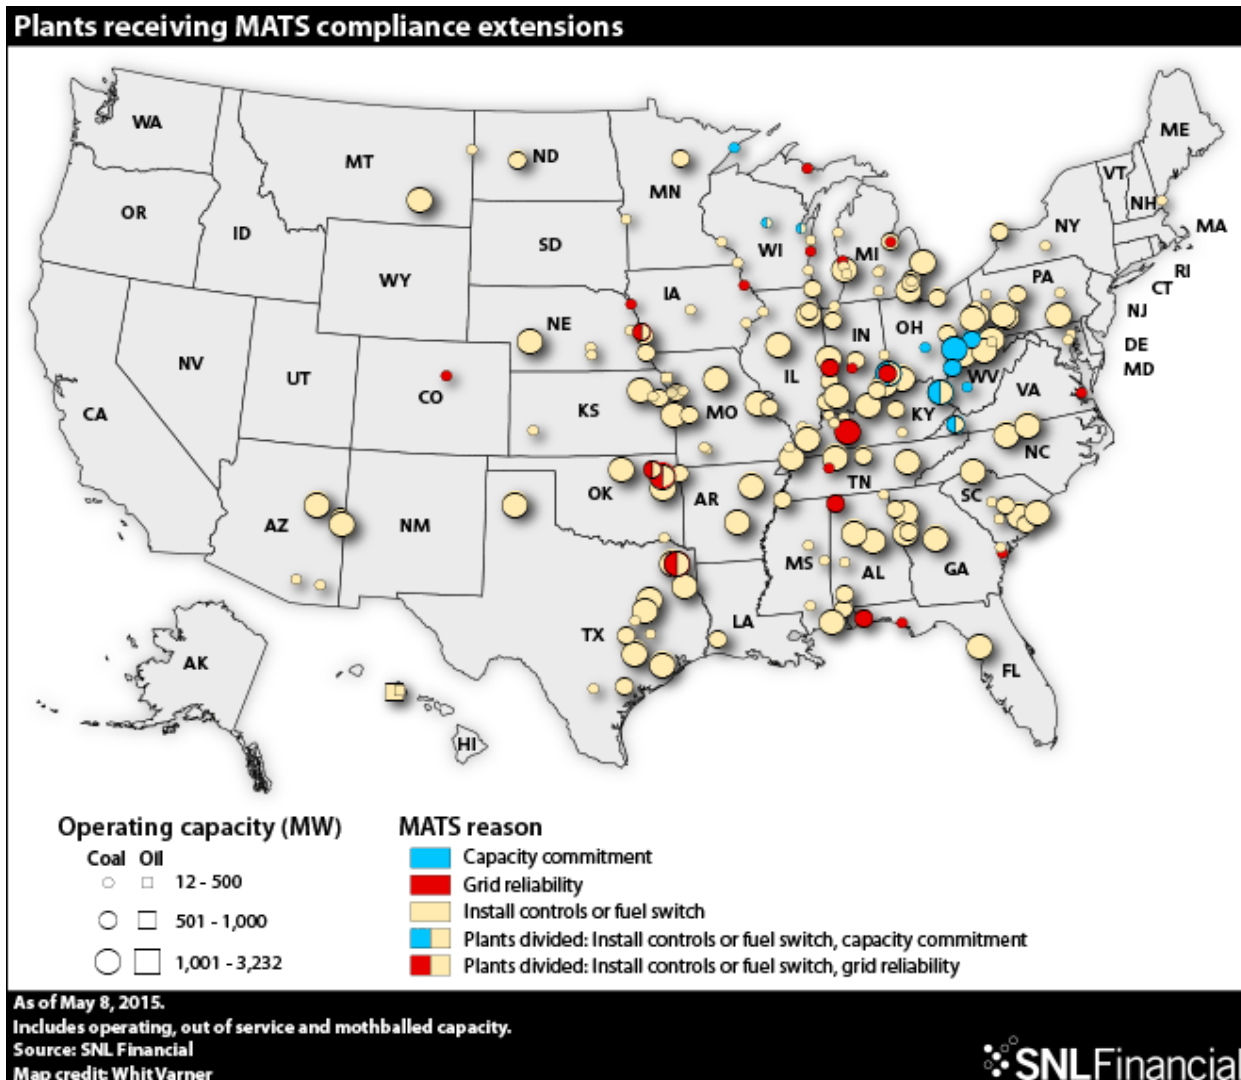 Plants receiving MATS compliance extensions
WA
MT
ND
MN
ME
VT
NH
OR
ID
SD
WI
MI
NY
MA
WY
IA
PA
RI
CT
NE
NJ
NV
UT
CO
IL
IN
OH
DE
MD
WV
VA
CA
KS
MO
KY
NC
AZ
NM
OK
AR
TN
SC
MS
AL
GA
TX
LA
AK
FL
HI
Operating capacity (MW)
Coal Oil
12 - 500
501 - 1,000
1,001 - 3,232
MATS reason
Capacity commitment
Grid reliability
Install controls or fuel switch
Plants divided: Install controls or fuel switch, capacity commitment
Plants divided: Install controls or fuel switch, grid reliability
As of May 8, 2015.
Includes operating, out of service and mothballed capacity.
Source: SNL Financial
Map credit: Whit Varner
SNLFinancial